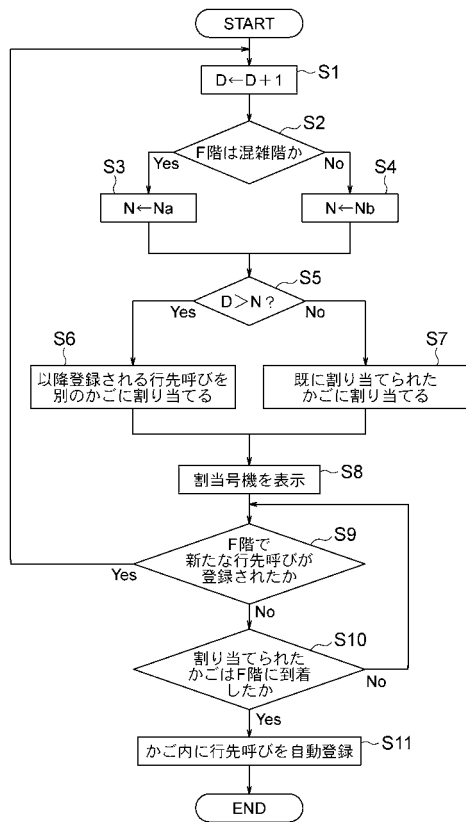 START
S1
D←D+1
S2
F階は混雑階か
Yes
No
S3
N←Na
S4
N←Nb
S5
D>N?
Yes
No
S6
以降登録される行先呼びを
別のかごに割り当てる
S7
既に割り当てられた
かごに割り当てる
S8
割当号機を表示
S9
F階で
新たな行先呼びが
登録されたか
Yes
No
S10
割り当てられた
かごはF階に到着
したか
No
Yes
S11
かご内に行先呼びを自動登録
END